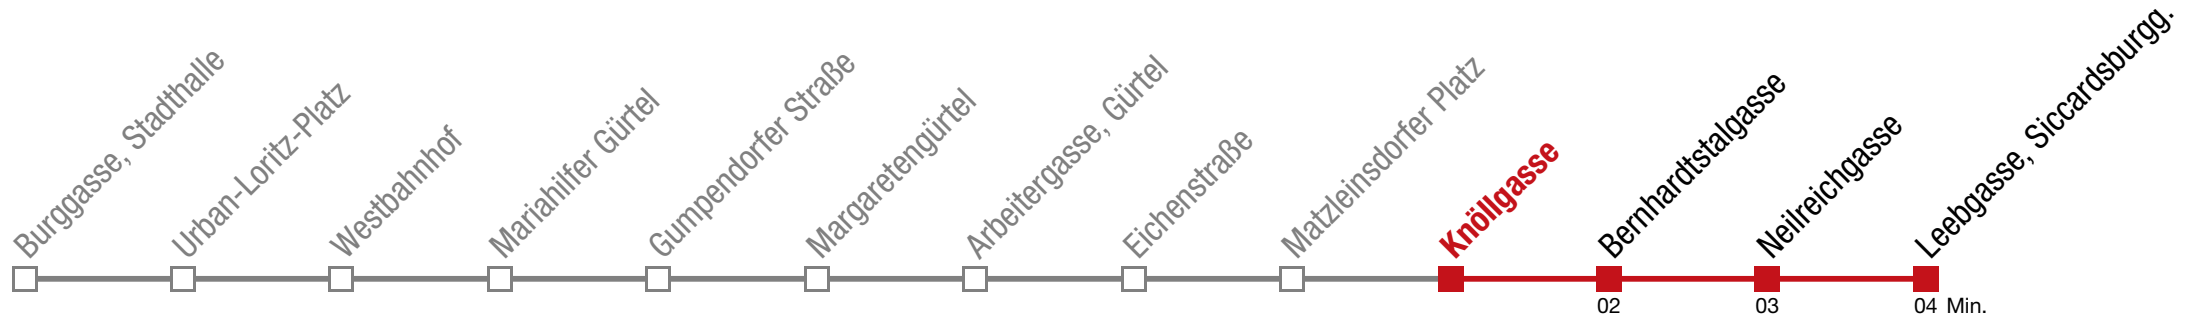 Burggasse, Stadthalle
Urban-Loritz-Platz
Westbahnhof
Mariahilfer Gürtel
Gumpendorfer Straße
Margaretengürtel
Arbeitergasse, Gürtel
Eichenstraße
Matzleinsdorfer Platz
Knöllgasse
Bernhardtstalgasse
Neilreichgasse
Leebgasse, Siccardsburgg.
02 03 04 Min.